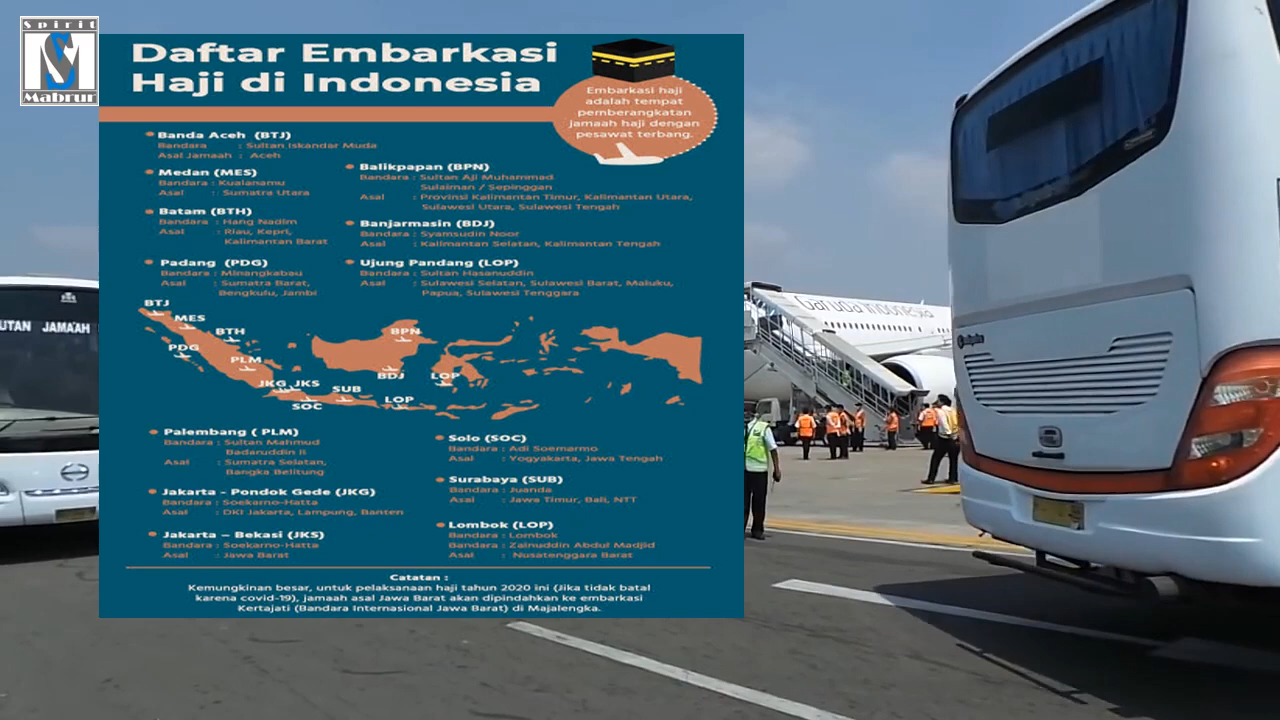 Spirit
SM
Mabrur
Daftar Embarkasi
Haji di Indonesia
Embarkasi haji
adalah tempat
pemberangkatan
jamaah haji dengan
pesawat terbang.
Banda Aceh (BTJ)
Bandara : Sultan Iskandar Muda
Asal Jamaah : Aceh
Medan (MES)
Bandara : Kualanamu
Asal : Sumatra Utara
Batam (BTH)
Bandara : Hang Nadim
Asal : Riau, Kepri,
Kalimantan Barat
Padang (PDG)
Bandara : Minangkabau
Asal : Sumatra Barat,
Bengkulu, Jambi
Balikpapan (BPN)
Bandara : Sultan Aji Muhammad
Sulaiman / Sepinggan
Asal : Provinsi Kalimantan Timur, Kalimantan Utara,
Sulawesi Utara, Sulawesi Tengah
Banjarmasin (BDJ)
Bandara : Syamsudin Noor
Asal : Kalimantan Selatan, Kalimantan Tengah
Ujung Pandang (LOP)
Bandara : Sultan Hasanuddin
Asal : Sulawesi Selatan, Sulawesi Barat, Maluku,
Papua, Sulawesi Tenggara
BTJ
MES
BTH
PDG
PLM
JKG JKS
SOC
SUB
BPN
BDJ
LOP
LOP
Palembang ( PLM)
Bandara : Sultan Mahmud
Badaruddin II
Asal : Sumatra Selatan,
Bangka Belitung
Jakarta - Pondok Gede (JKG)
Bandara : Soekarno-Hatta
Asal : DKI Jakarta, Lampung, Banten
Jakarta – Bekasi (JKS)
Bandara : Soekarno-Hatta
Asal : Jawa Barat
Solo (SOC)
Bandara : Adi Soemarmo
Asal : Yogyakarta, Jawa Tengah
Surabaya (SUB)
Bandara : Juanda
Asal : Jawa Timur, Bali, NTT
Lombok (LOP)
Bandara : Lombok
Bandara : Zainuddin Abdul Madjid
Asal : Nusatenggara Barat
Catatan :
Kemungkinan besar, untuk pelaksanaan haji tahun 2020 ini (Jika tidak batal
karena covid-19), jamaah asal Jawa Barat akan dipindahkan ke embarkasi
Kertajati (Bandara Internasional Jawa Barat) di Majalengka.
UTAN JAMAAH
Garuda Indonesia